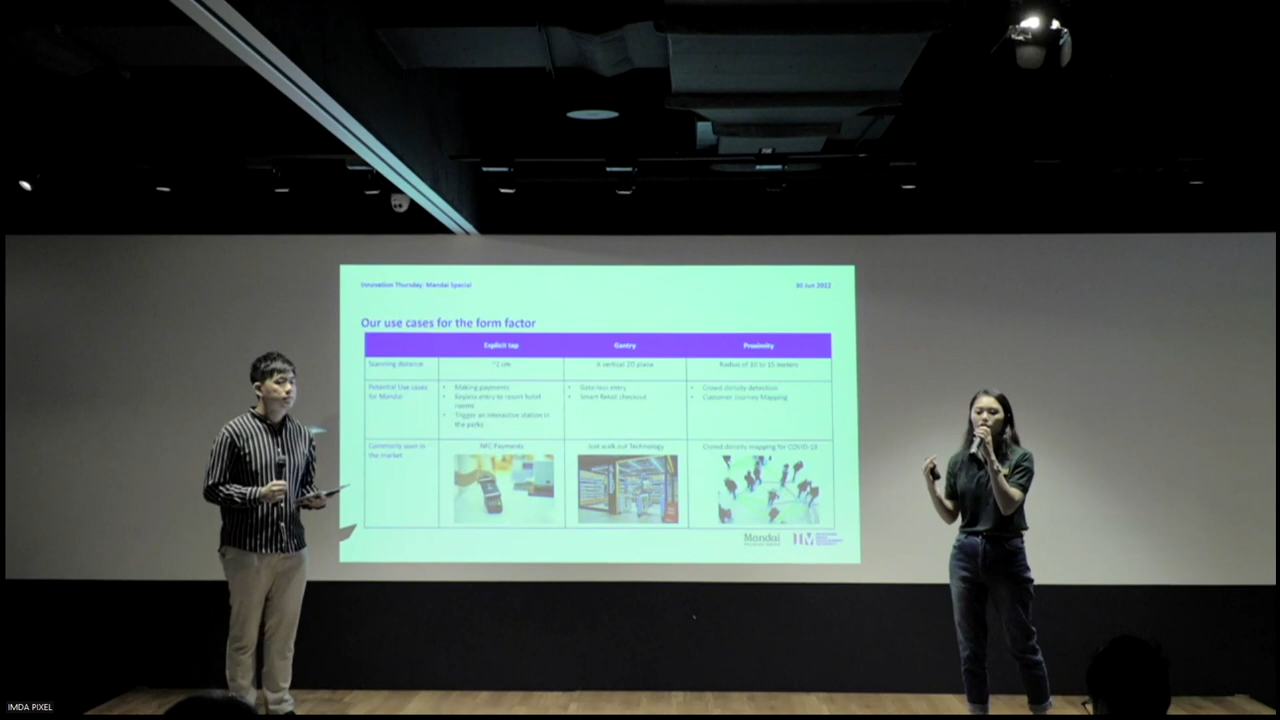 Innovation Thursday: Mandai Special
30 Jun 2022
Our use cases for the form factor
Explicit tap
Gantry
Proximity
Scanning distance
~2 cm
A vertical 2D plane
Radius of 10 to 15 meters
Potential Use cases
for Mandai
• Making payments
• Keyless entry to resort hotel
rooms
• Trigger an interactive station in
the parks
• Gate-less entry
• Smart Retail checkout
• Crowd density detection
• Customer Journey Mapping
Commonly seen in
the market
NFC Payments
Just walk out Technology
Crowd density mapping for COVID-19
Mandai
IM
IMDA PIXEL